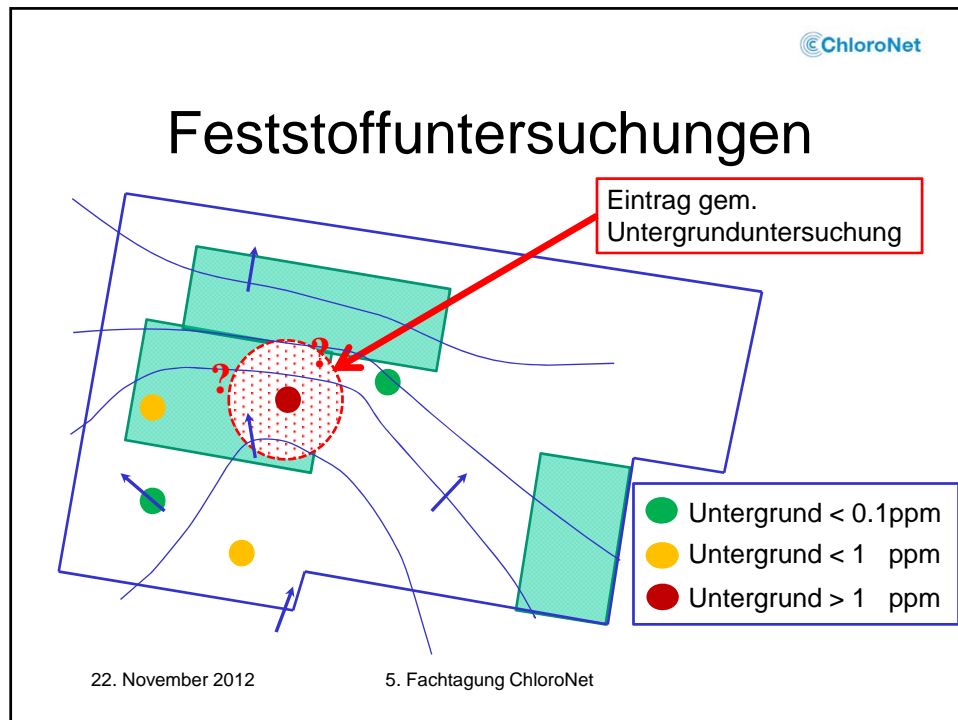 ChloroNet
Feststoffuntersuchungen
Eintrag gem.
Untergrunduntersuchung
?
?
Untergrund < 0.1ppm
Untergrund < 1 ppm
Untergrund > 1 ppm
22. November 2012 5. Fachtagung ChloroNet